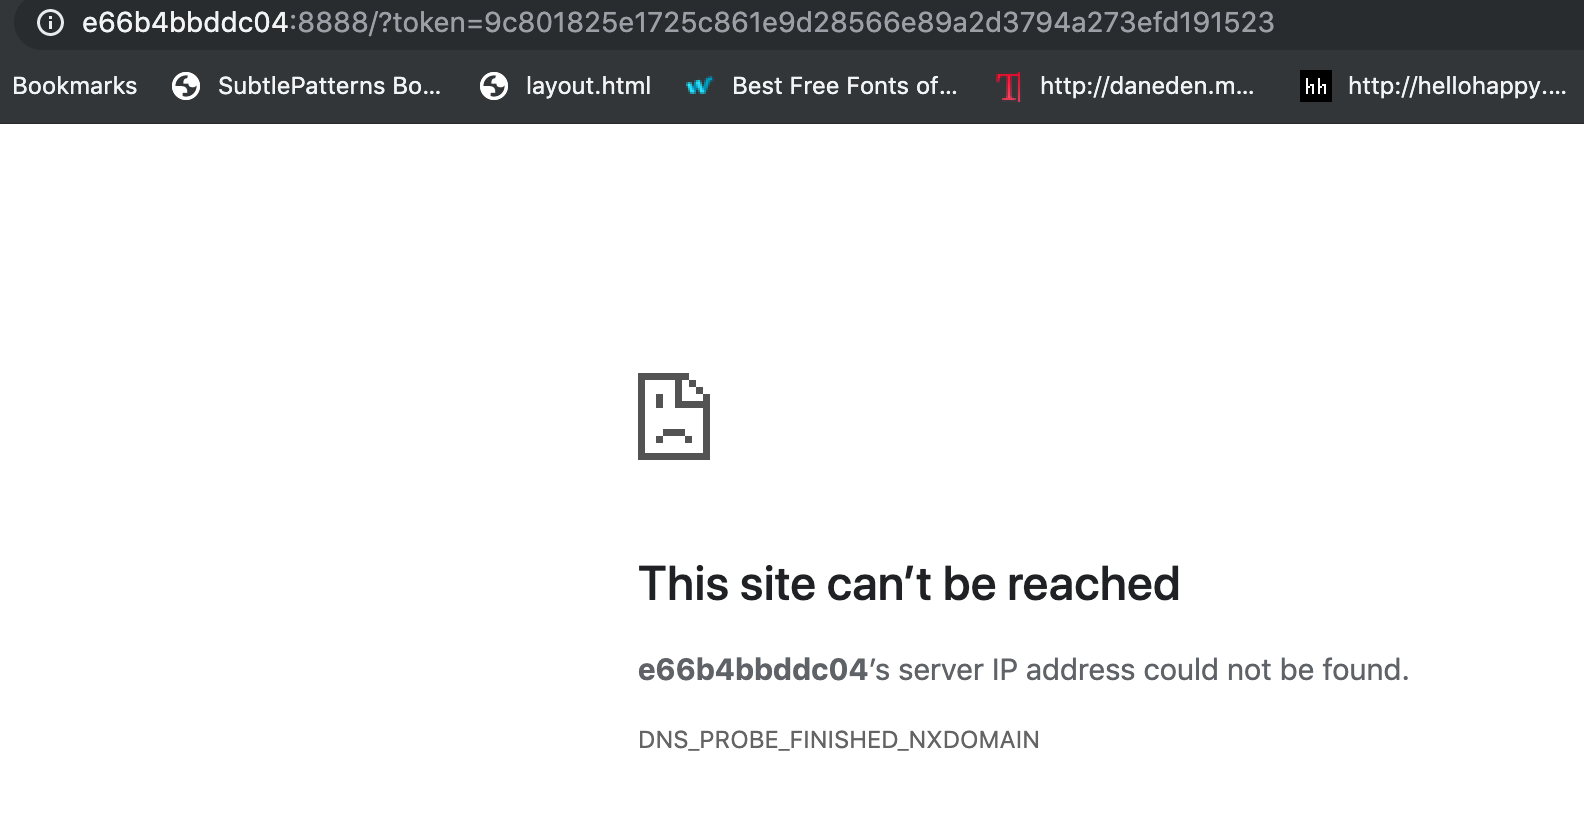 e66b4bbddc04:8888/?token=9c801825e1725c861e9d28566e89a2d3794a273efd191523
Bookmarks SubtlePatterns Bo... layout.html w Best Free Fonts of... T http://daneden.m... hh http://hellohappy....
This site can’t be reached
e66b4bbddc04’s server IP address could not be found.
DNS_PROBE_FINISHED_NXDOMAIN